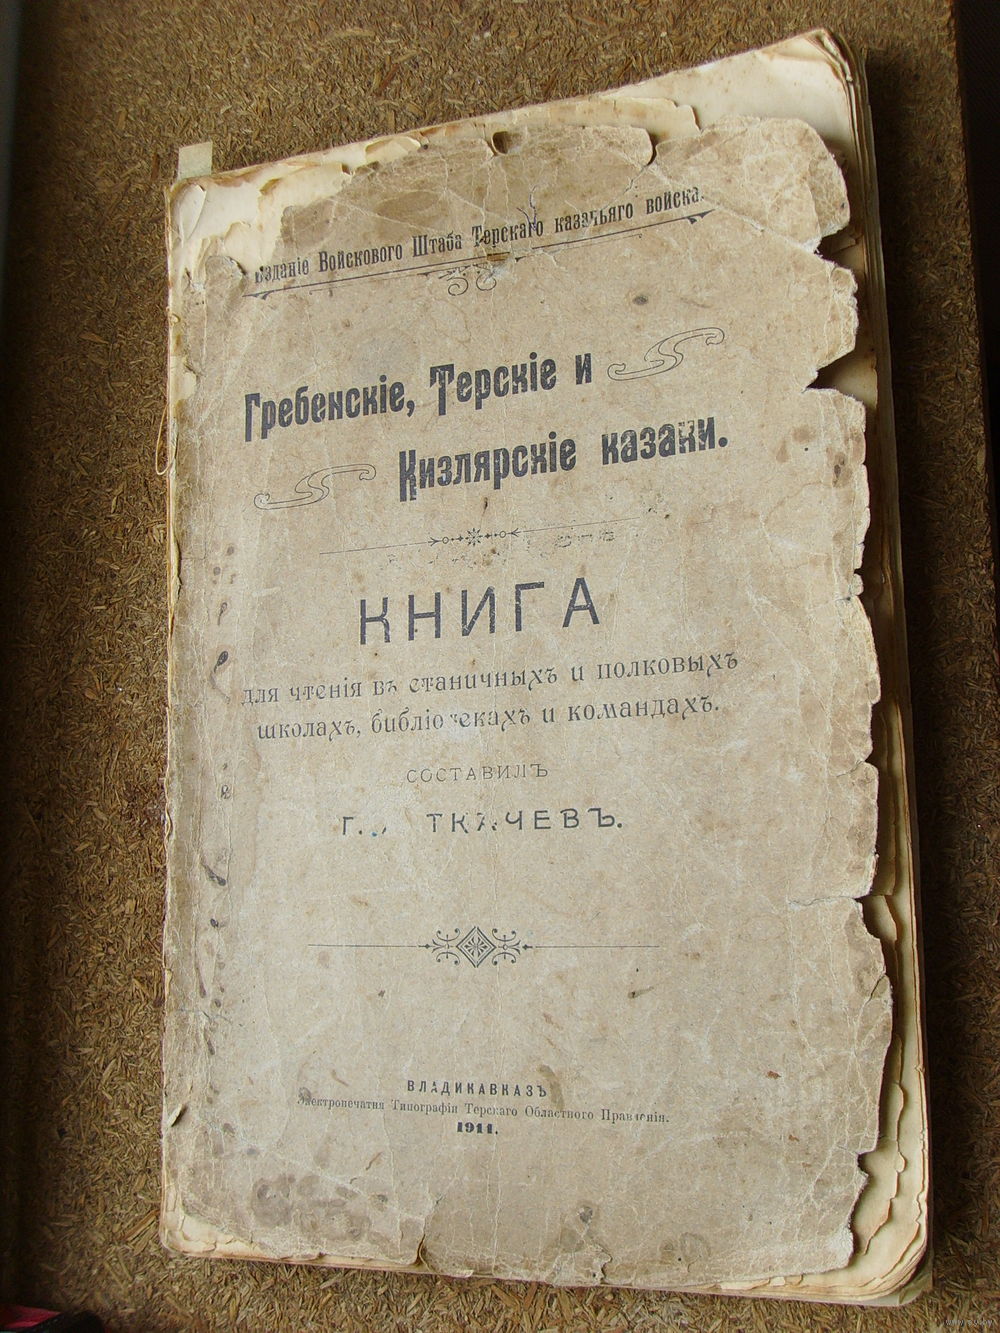 Изданіе Войскового Штаба Терскаго казачьяго войска.
Гребенскіе, Терскіе и
Кизлярскіе казаки.
КНИГА
для чтенія въ станичныхъ и полковыхъ
школахъ, библіотекахъ и командахъ.
СОСТАВИЛЪ
Г. ТКАЧЕВЪ.
ВЛАДИКАВКАЗЪ
Электропечатня Типографіи Терскаго Областного Правленія.
1911.